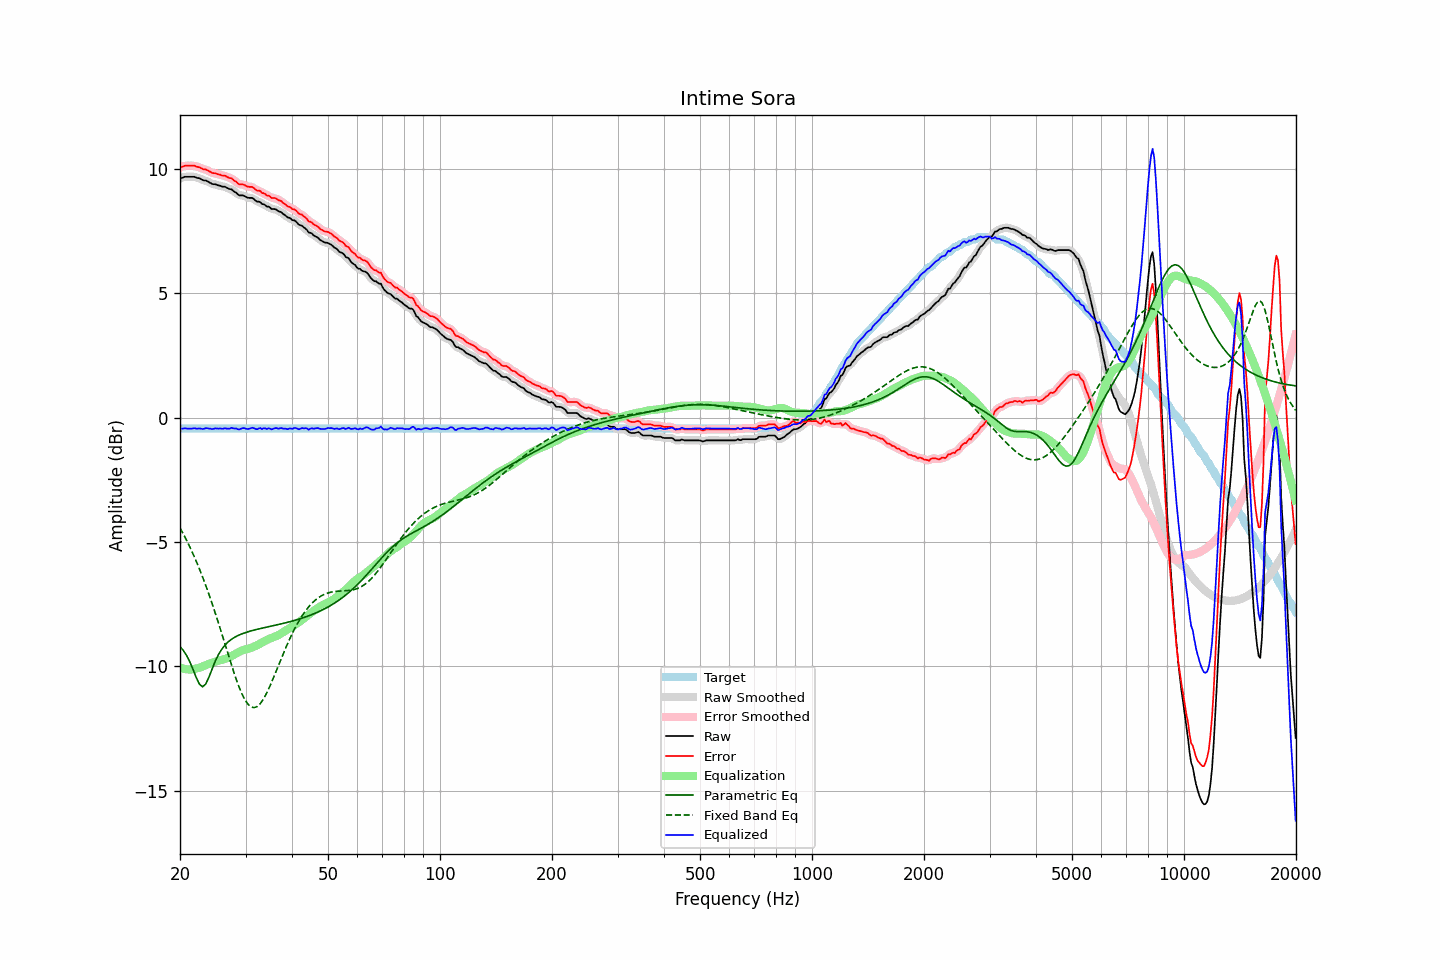 Intime Sora
Amplitude (dBr)
10
5
0
−5
−10
−15
Target
Raw Smoothed
Error Smoothed
Raw
Error
Equalization
Parametric Eq
Fixed Band Eq
Equalized
20 50 100 200 500 1000 2000 5000 10000 20000
Frequency (Hz)